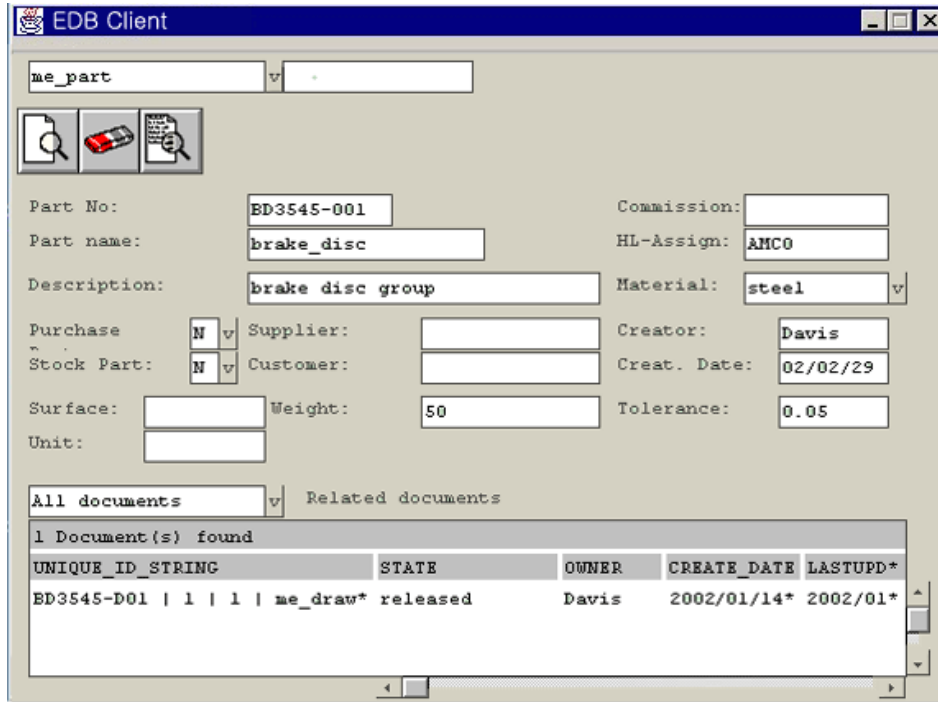 EDB Client
me_part
Part No: BD3545-001 Commission:
Part name: brake_disc HL-Assign: AMCO
Description: brake disc group Material: steel
Purchase N Supplier: Creator: Davis
Stock Part: N Customer: Creat. Date: 02/02/29
Surface: Weight: 50 Tolerance: 0.05
Unit:
All documents Related documents
1 Document(s) found
UNIQUE_ID_STRING STATE OWNER CREATE_DATE LASTUPD*
BD3545-D01 | 1 | 1 | me_draw* released Davis 2002/01/14* 2002/01*